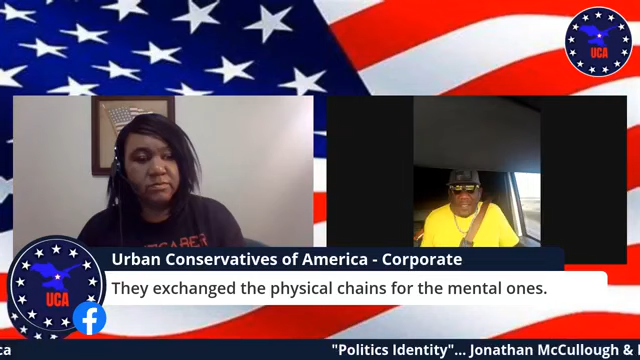 UCA
Urban Conservatives of America - Corporate
They exchanged the physical chains for the mental ones.
UCA
ca "Politics Identity"... Jonathan McCullough &